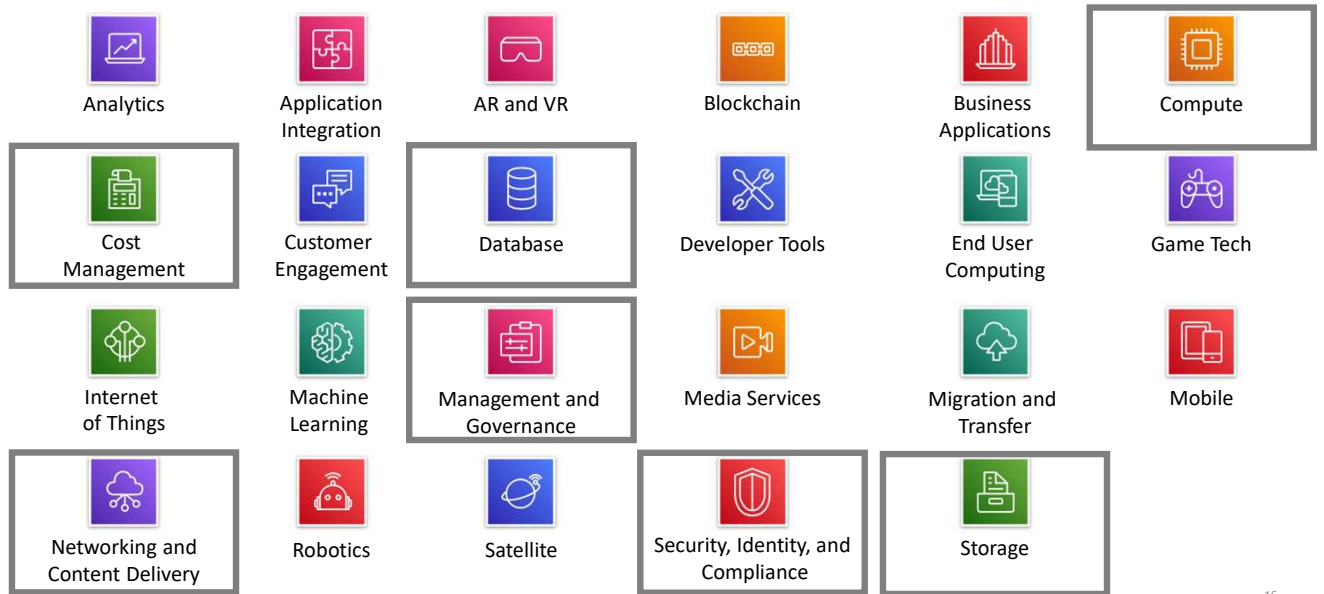 Analytics
Application
Integration
AR and VR
Blockchain
Business
Applications
Compute
Cost
Management
Customer
Engagement
Database
Developer Tools
End User
Computing
Game Tech
Internet
of Things
Machine
Learning
Management and
Governance
Media Services
Migration and
Transfer
Mobile
Networking and
Content Delivery
Robotics
Satellite
Security, Identity, and
Compliance
Storage